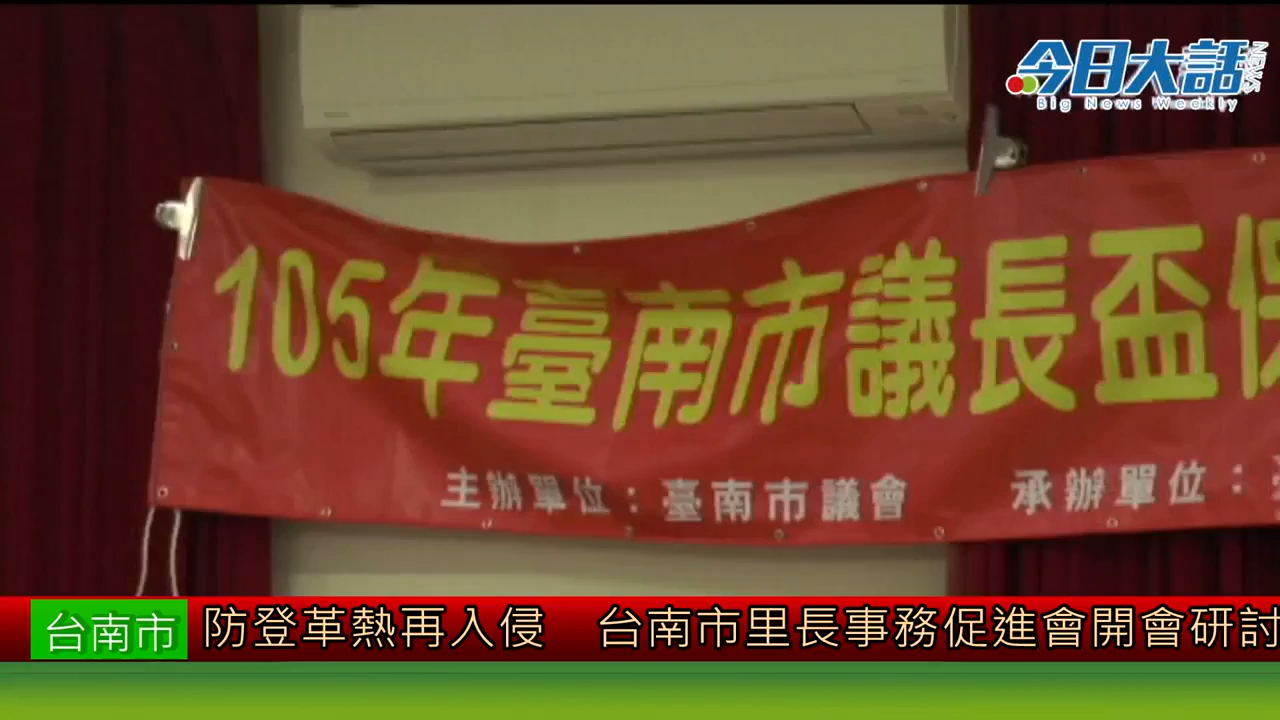 今日大話 NEWS
Big News Weekly
105年臺南市議長盃
主辦單位：臺南市議會 承辦單位：
台南市 防登革熱再入侵 台南市里長事務促進會開會研討